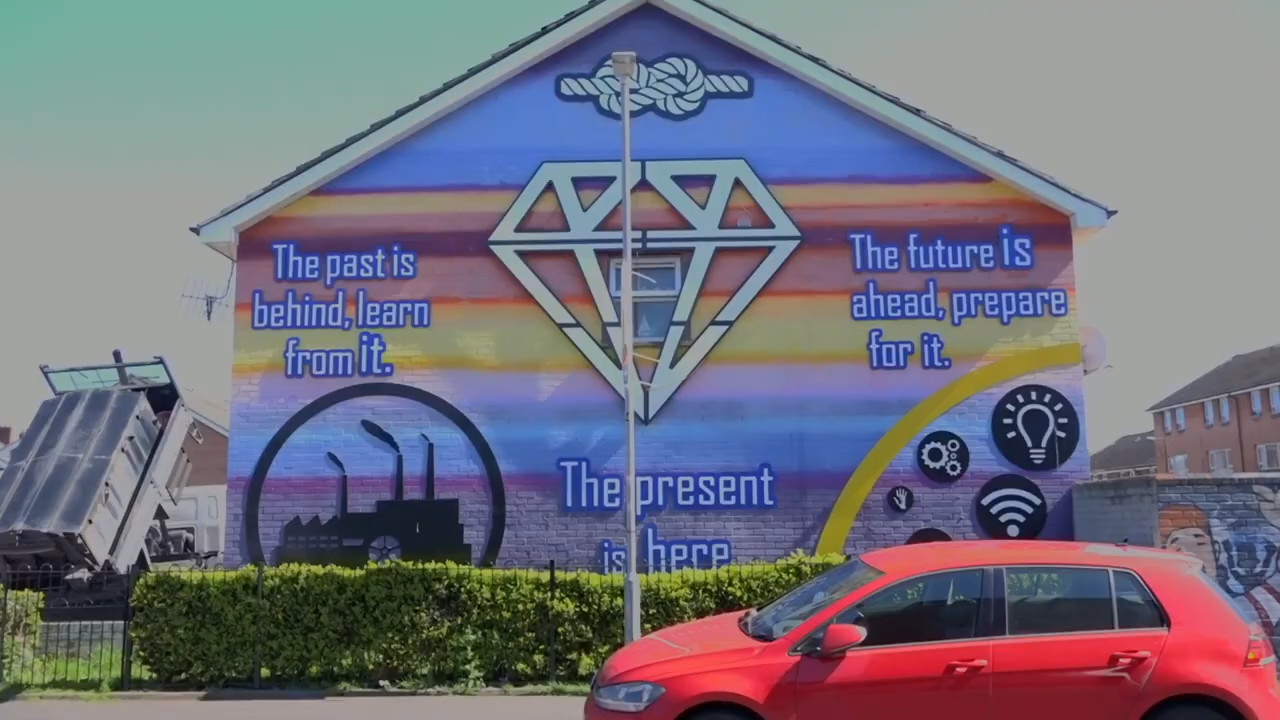 The past is
behind, learn
from it.
The future is
ahead, prepare
for it.
The present
is here